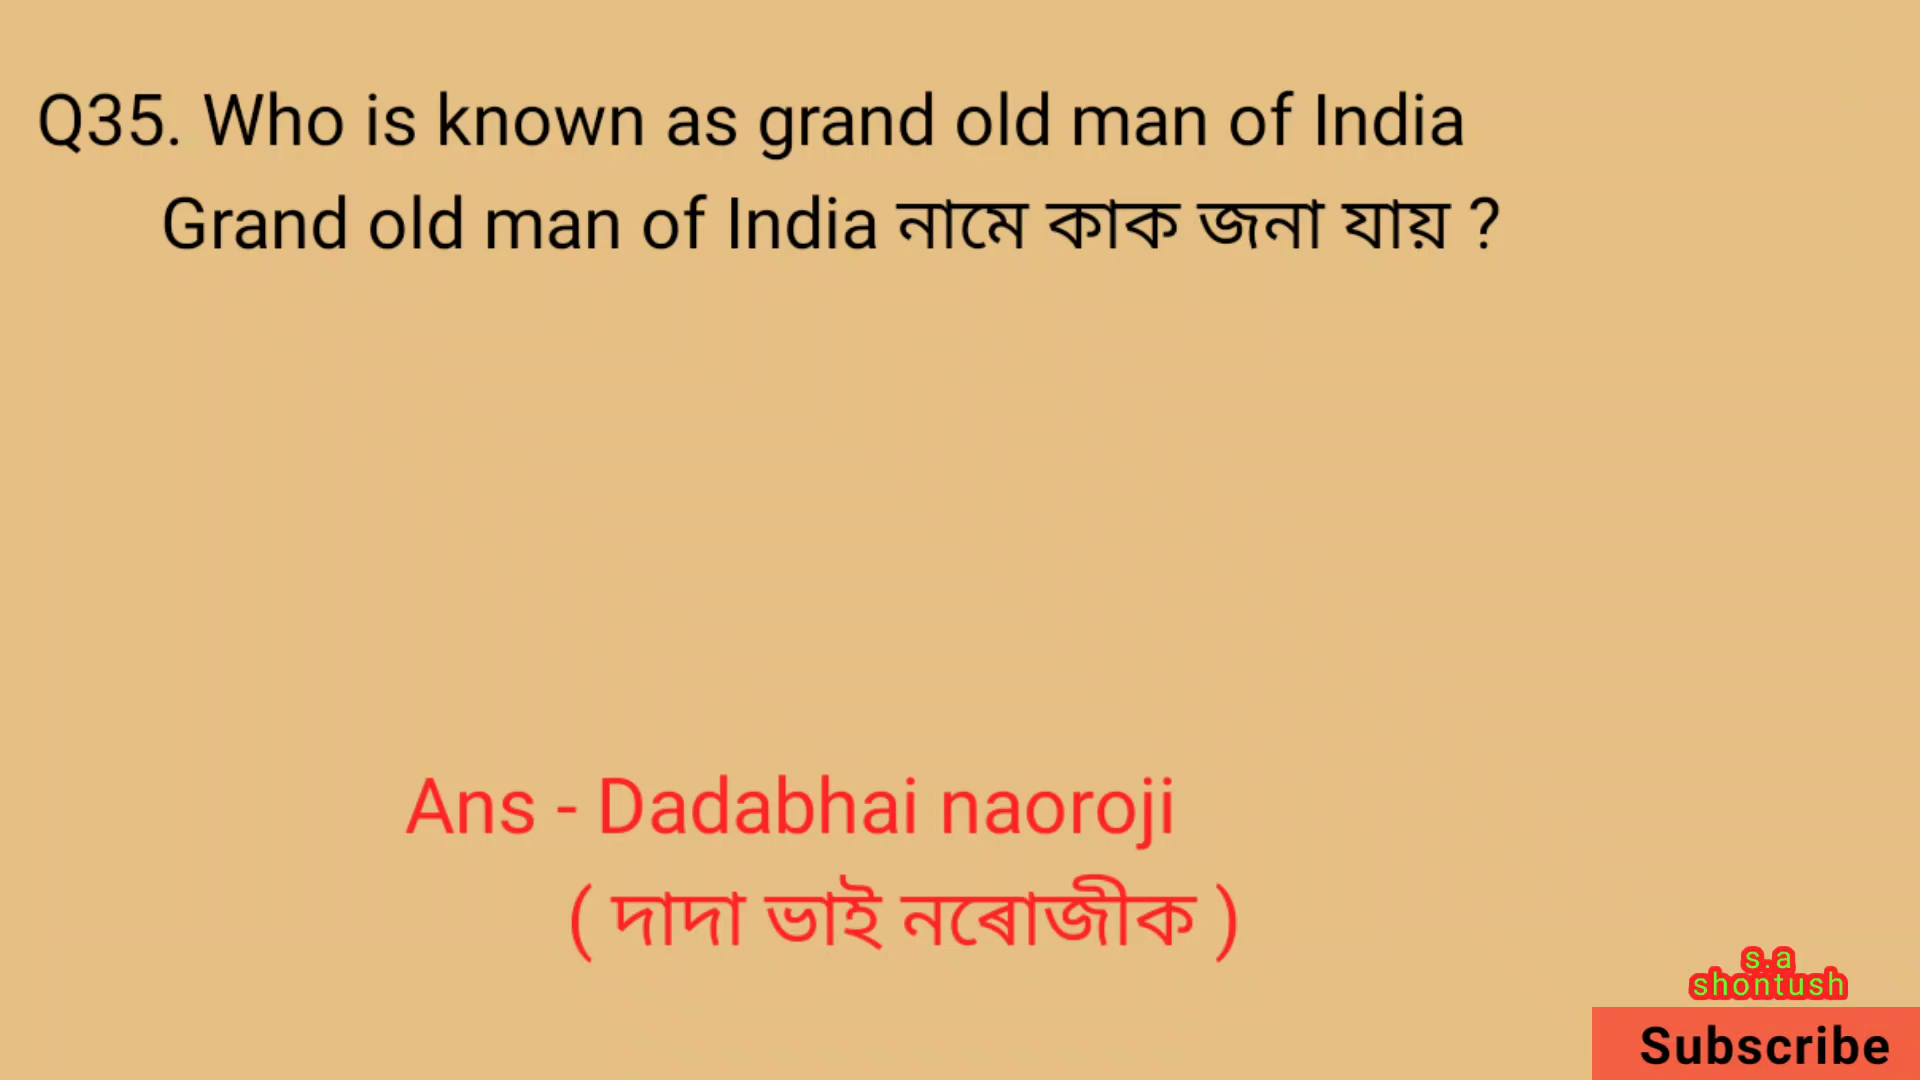 Q35. Who is known as grand old man of India
Grand old man of India নামে কাক জনা যায় ?
Ans - Dadabhai naoroji
( দাদা ভাই নৰোজীক )
s.a
shontush
Subscribe